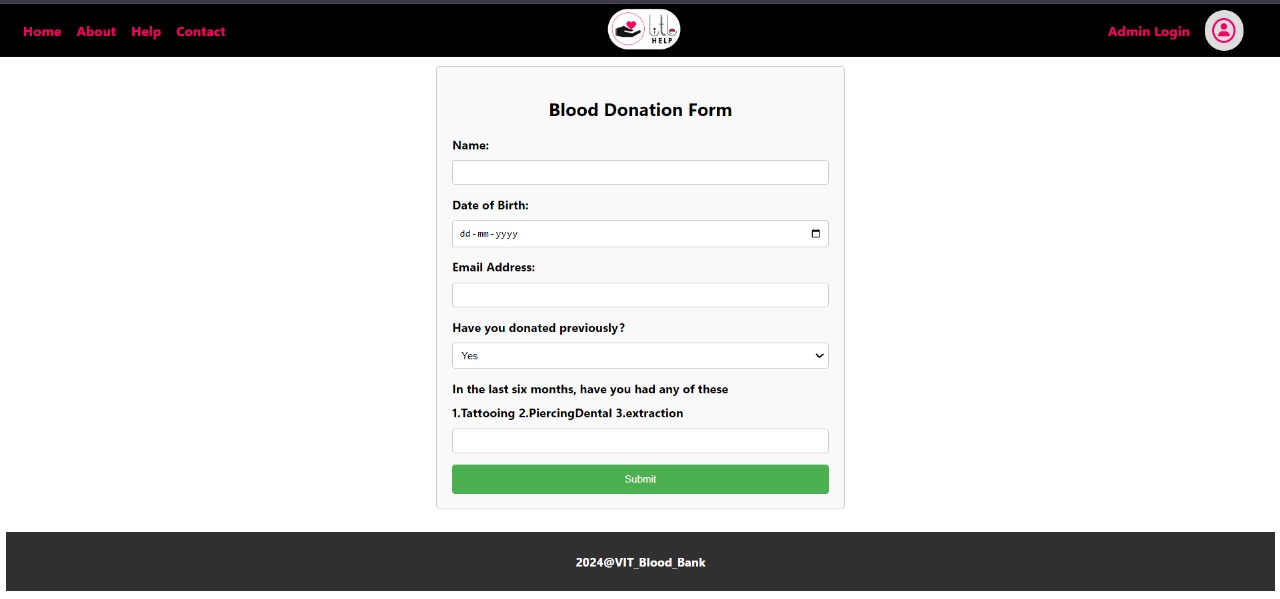 Home About Help Contact
HELP
Admin Login
Blood Donation Form
Name:
Date of Birth:
dd-mm-yyyy
Email Address:
Have you donated previously?
Yes
In the last six months, have you had any of these
1.Tattooing 2.PiercingDental 3.extraction
Submit
2024@VIT_Blood_Bank